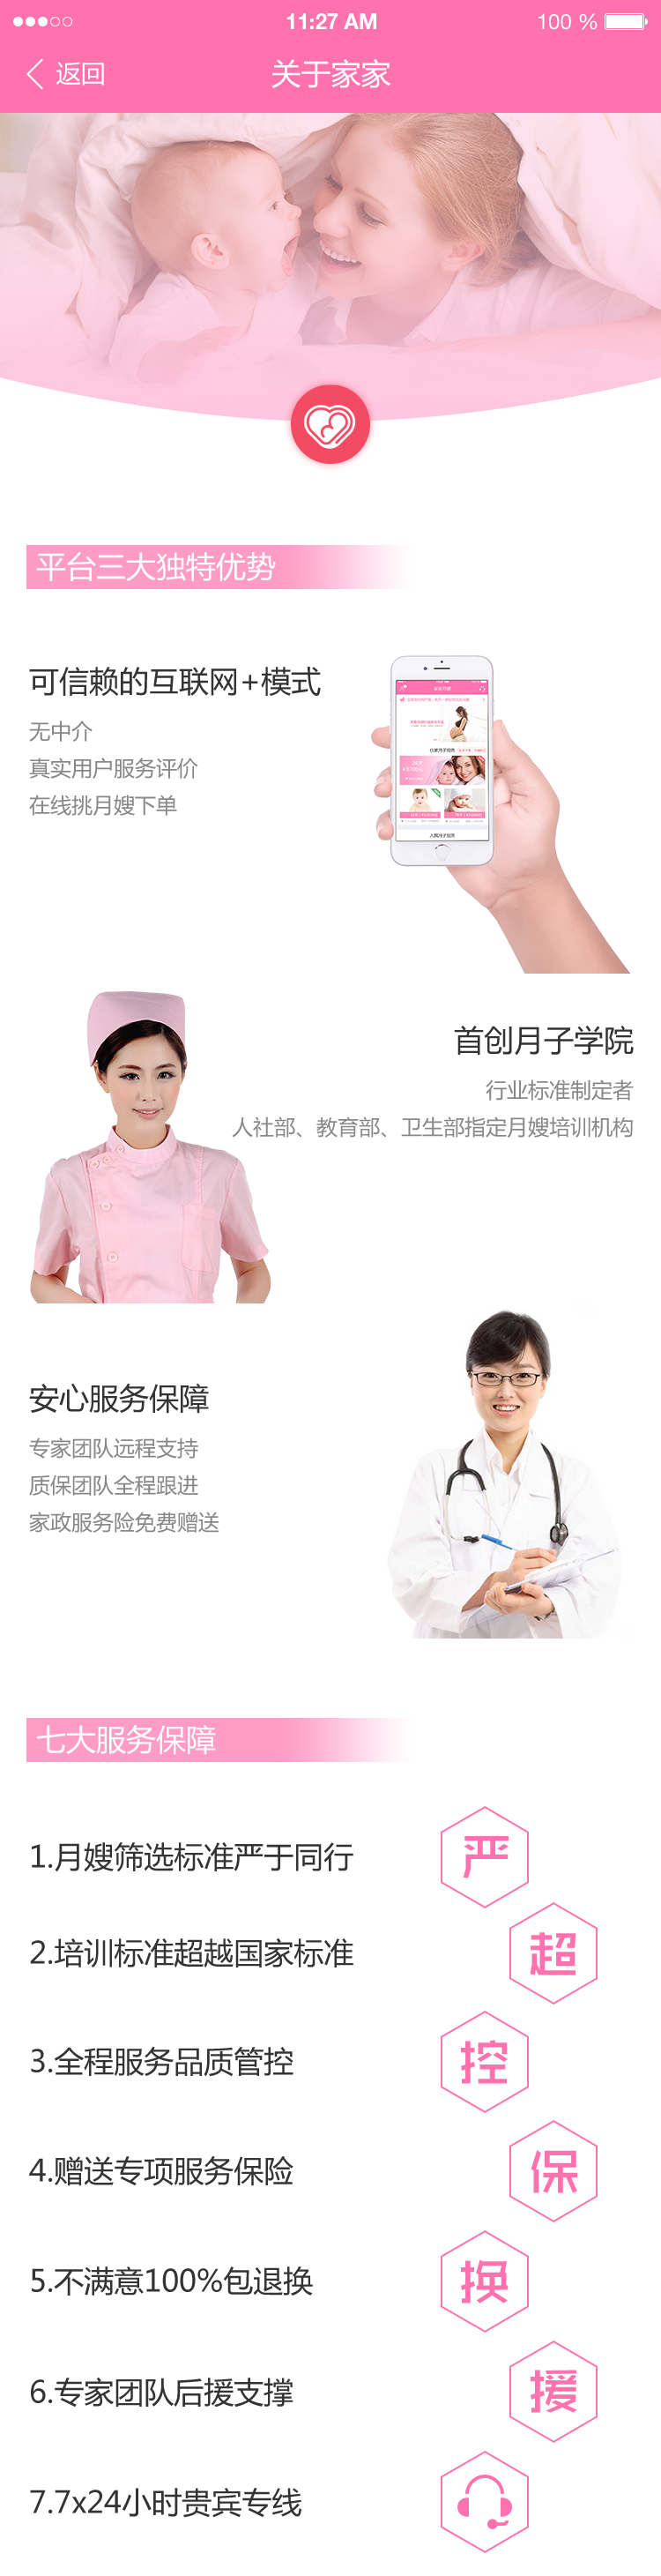 11:27 AM
100 %
返回
关于家家
平台三大独特优势
可信赖的互联网+模式
无中介
真实用户服务评价
在线挑月嫂下单
首创月子学院
行业标准制定者
人社部、教育部、卫生部指定月嫂培训机构
安心服务保障
专家团队远程支持
质保团队全程跟进
家政服务险免费赠送
七大服务保障
1.月嫂筛选标准严于同行
严
2.培训标准超越国家标准
超
3.全程服务品质管控
控
4.赠送专项服务保险
保
5.不满意100%包退换
换
6.专家团队后援支撑
援
7.7x24小时贵宾专线